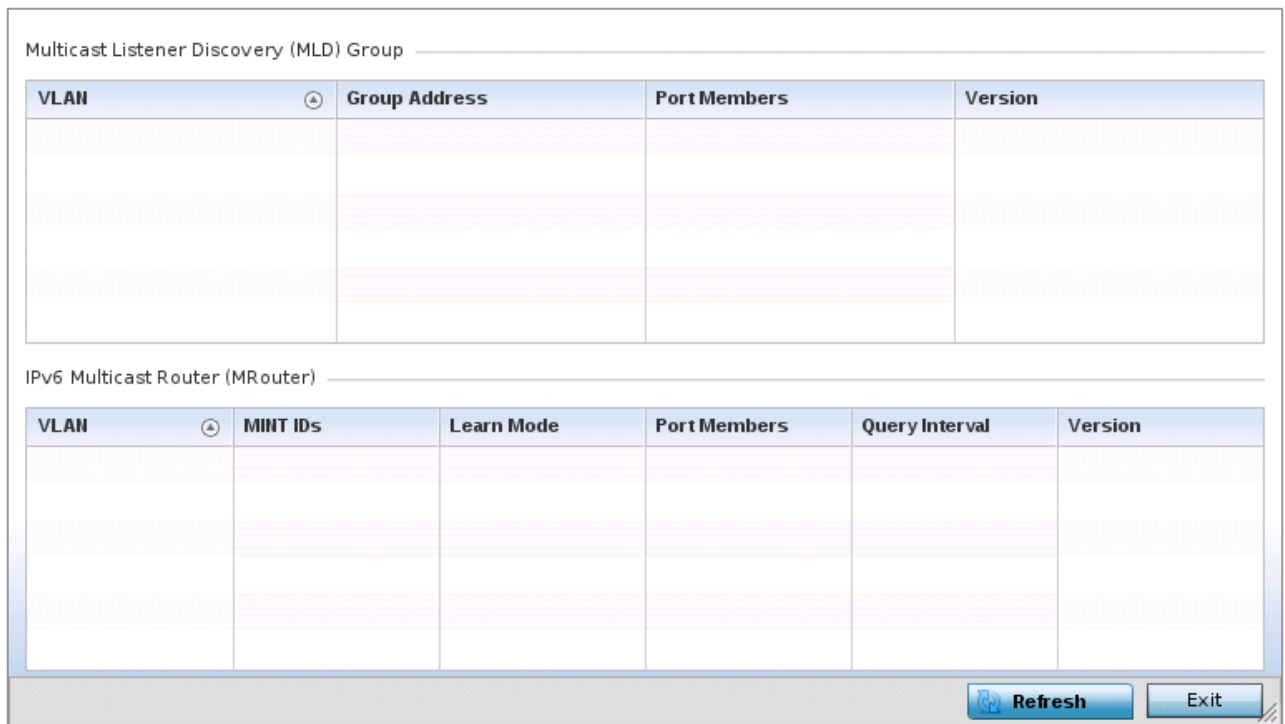 Multicast Listener Discovery (MLD) Group
VLAN Group Address Port Members Version
IPv6 Multicast Router (MRouter)
VLAN MINT IDs Learn Mode Port Members Query Interval Version
Refresh Exit